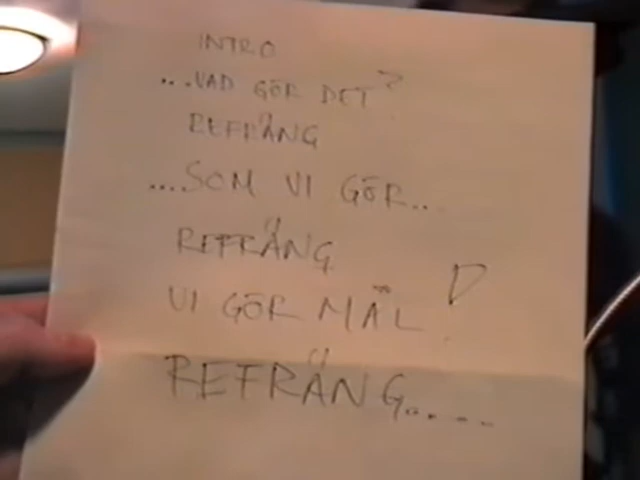 INTRO
...VAD GÖR DET?
REFRÄNG
....SOM VI GÖR...
REFRÄNG
VI GÖR MÅL!
REFRÄNG.....